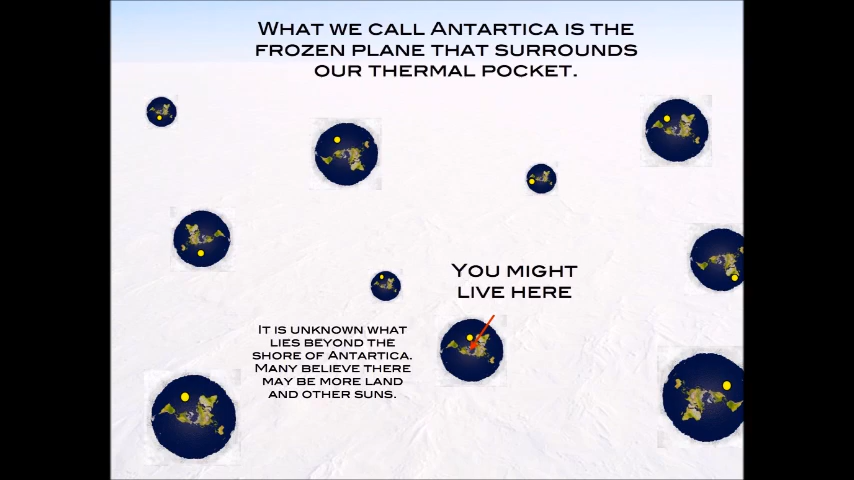 What we call Antartica is the
frozen plane that surrounds
our thermal pocket.
You might
live here
It is unknown what
lies beyond the
shore of Antartica.
Many believe there
may be more land
and other suns.